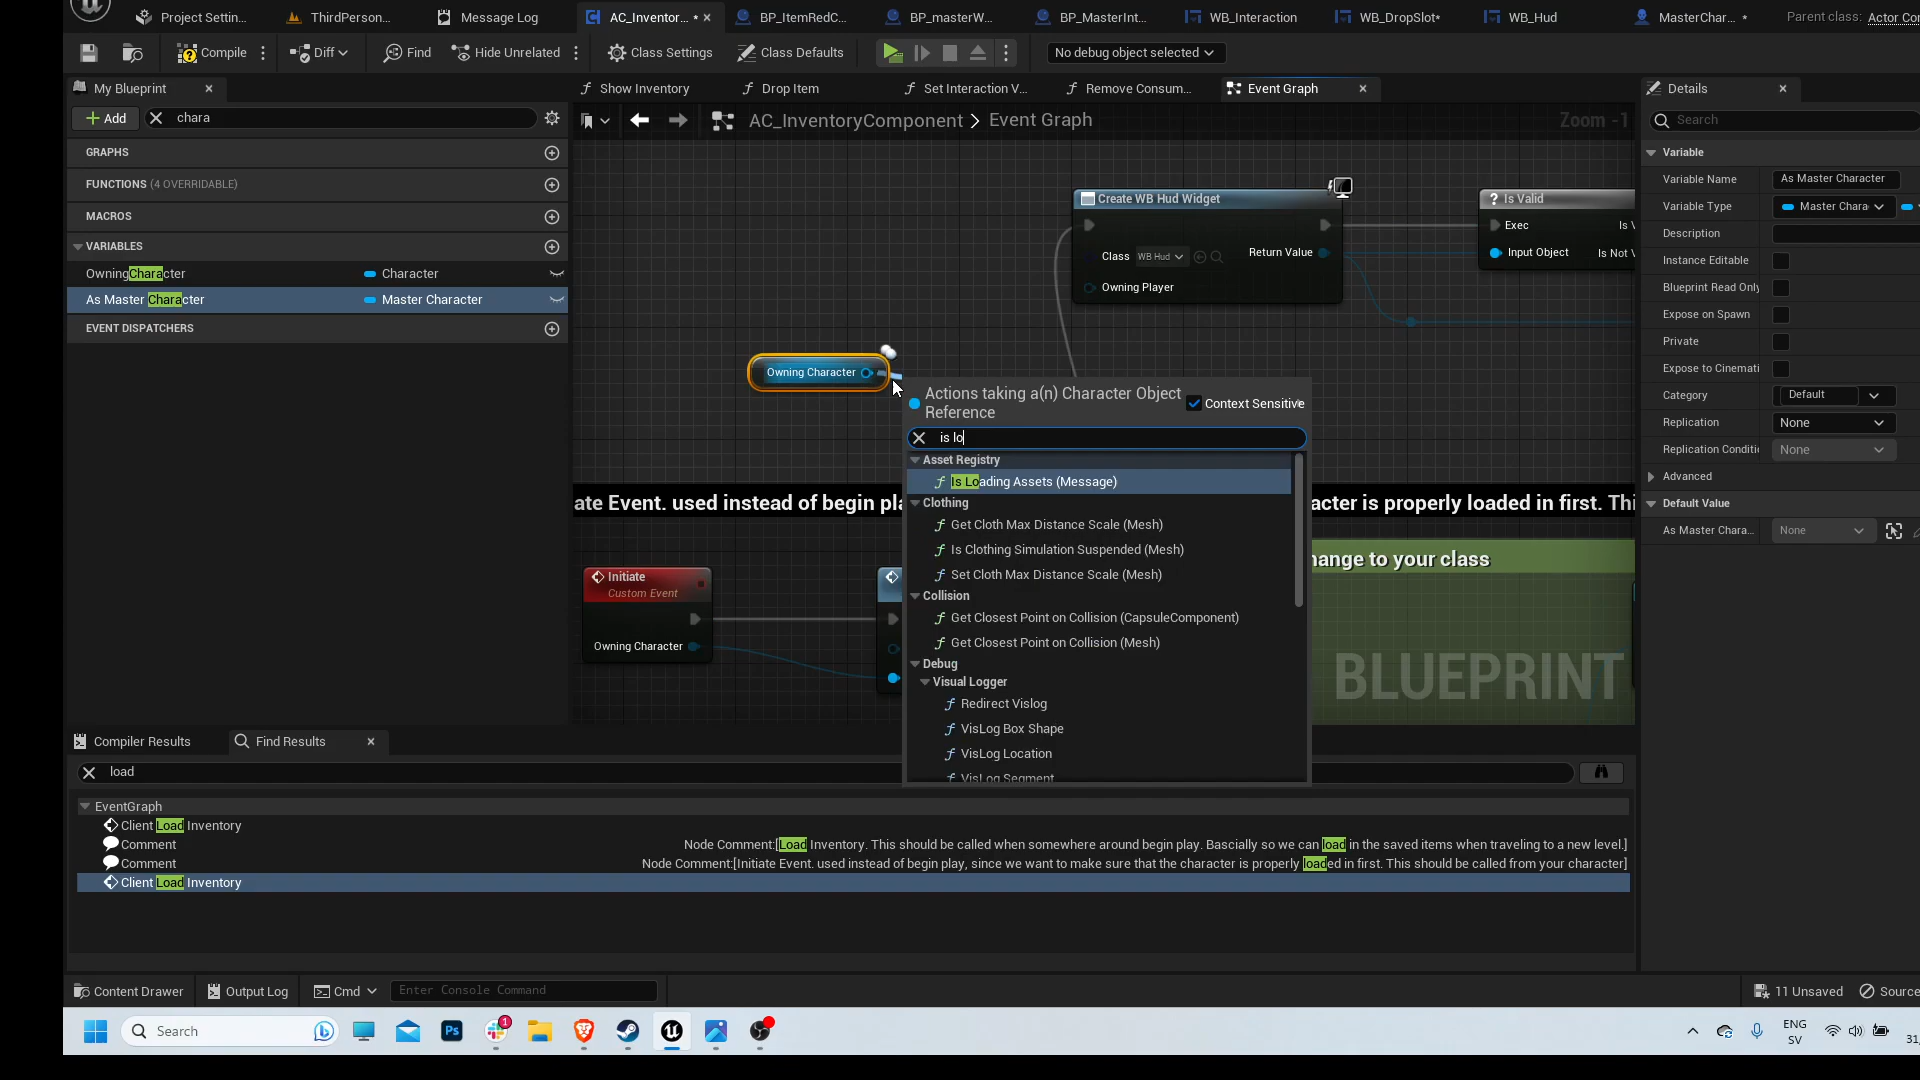 Project Settin...
ThirdPerson...
Message Log
AC_Inventor... *
BP_ItemRedC...
BP_masterW...
BP_MasterInt...
WB_Interaction
WB_DropSlot*
WB_Hud
MasterChar... *
Parent class: Actor Co
Compile
Diff
Find
Hide Unrelated
Class Settings
Class Defaults
No debug object selected
My Blueprint
Show Inventory
Drop Item
Set Interaction V...
Remove Consum...
Event Graph
Details
Add
chara
AC_InventoryComponent > Event Graph
Zoom -1
Search
GRAPHS
FUNCTIONS (4 OVERRIDABLE)
MACROS
VARIABLES
OwningCharacter
Character
As Master Character
Master Character
EVENT DISPATCHERS
Create WB Hud Widget
Class
WB Hud
Return Value
Owning Player
? Is Valid
Exec
Is V
Input Object
Is Not V
Owning Character
Actions taking a(n) Character Object
Reference
Context Sensitive
is lo
Asset Registry
Is Loading Assets (Message)
Clothing
Get Cloth Max Distance Scale (Mesh)
Is Clothing Simulation Suspended (Mesh)
Set Cloth Max Distance Scale (Mesh)
Collision
Get Closest Point on Collision (CapsuleComponent)
Get Closest Point on Collision (Mesh)
Debug
Visual Logger
Redirect Vislog
VisLog Box Shape
VisLog Location
VisLog Segment
ate Event. used instead of begin pla
acter is properly loaded in first. Thi
hange to your class
Initiate
Custom Event
Owning Character
BLUEPRINT
Variable
Variable Name
As Master Character
Variable Type
Master Chara
Description
Instance Editable
Blueprint Read Only
Expose on Spawn
Private
Expose to Cinemati
Category
Default
Replication
None
Replication Conditi
None
Advanced
Default Value
As Master Chara...
None
Compiler Results
Find Results
load
EventGraph
Client Load Inventory
Comment
Node Comment:[Load Inventory. This should be called when somewhere around begin play. Bascially so we can load in the saved items when traveling to a new level.]
Comment
Node Comment:[Initiate Event. used instead of begin play, since we want to make sure that the character is properly loaded in first. This should be called from your character]
Client Load Inventory
Content Drawer
Output Log
Cmd
Enter Console Command
11 Unsaved
Source
Search
Ps
1
ENG
SV
31